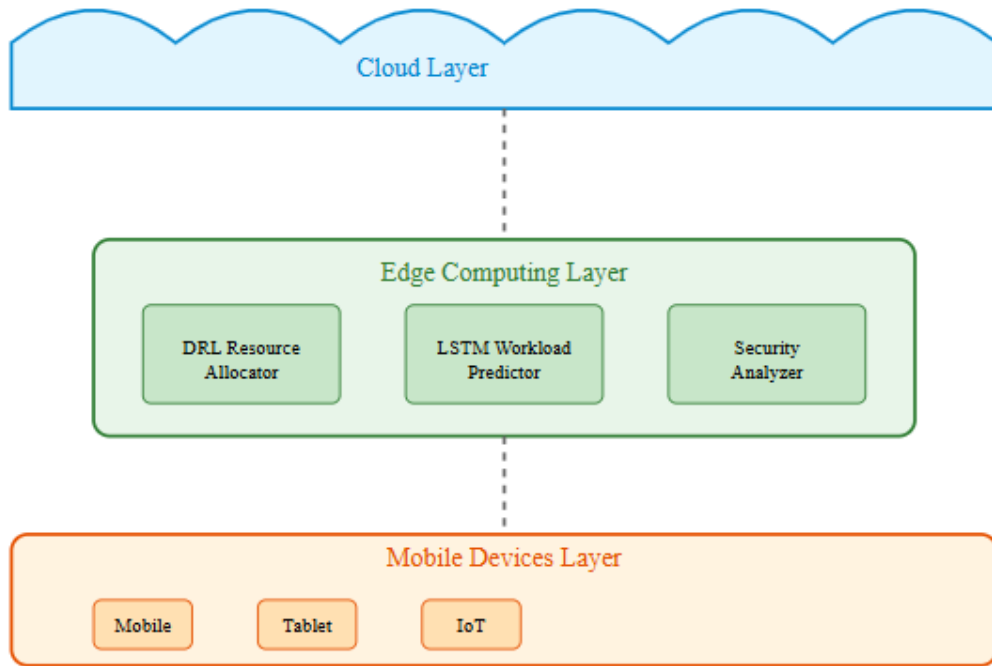 Cloud Layer
Edge Computing Layer
DRL Resource
Allocator
LSTM Workload
Predictor
Security
Analyzer
Mobile Devices Layer
Mobile
Tablet
IoT